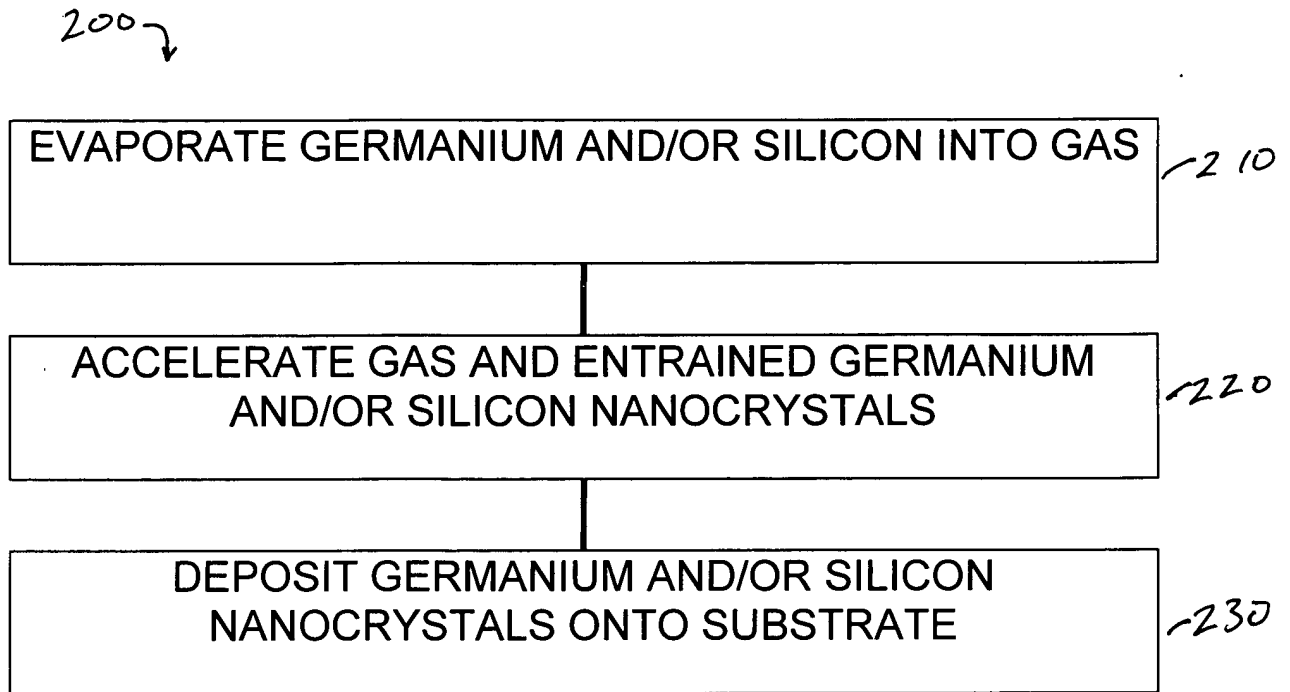 200
EVAPORATE GERMANIUM AND/OR SILICON INTO GAS
210
ACCELERATE GAS AND ENTRAINED GERMANIUM
AND/OR SILICON NANOCRYSTALS
220
DEPOSIT GERMANIUM AND/OR SILICON
NANOCRYSTALS ONTO SUBSTRATE
230